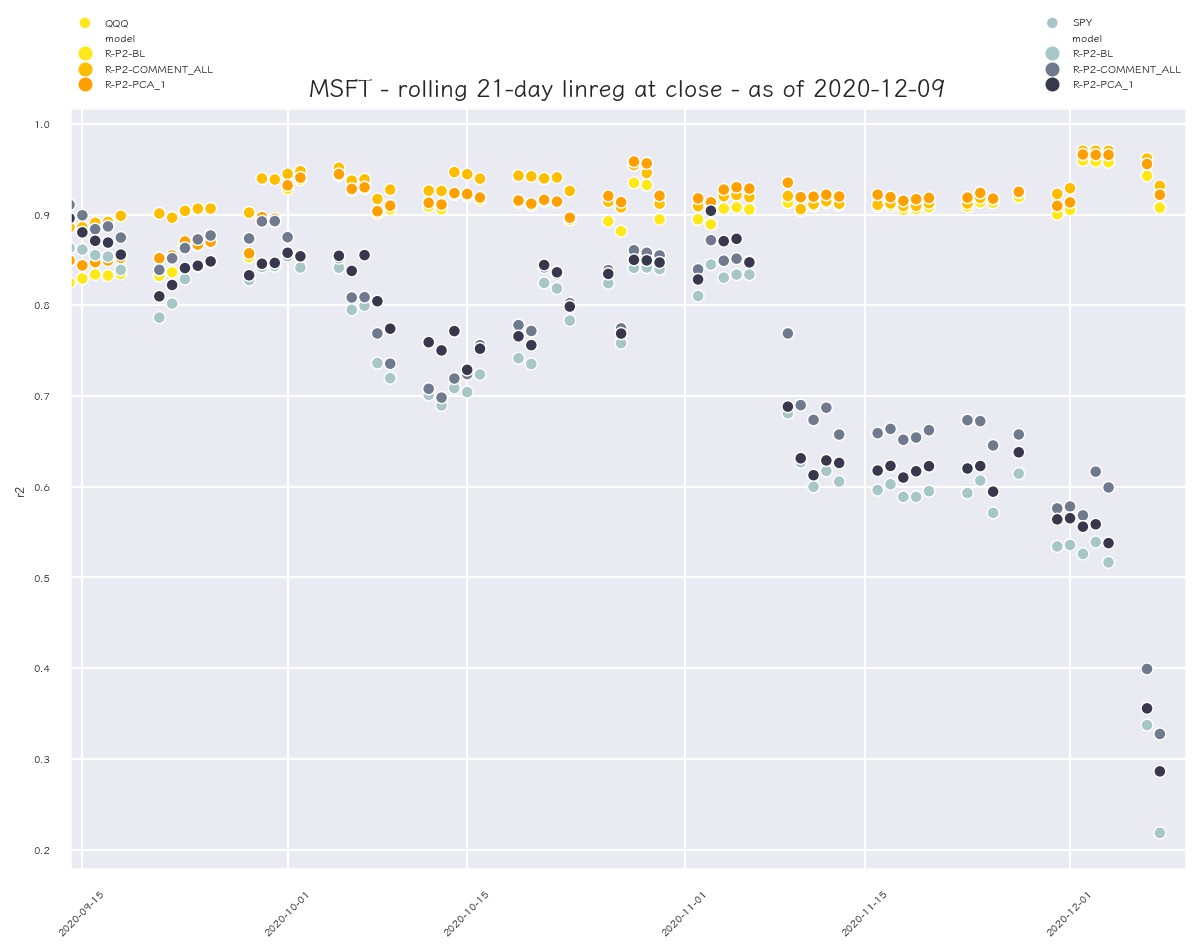 QQQ
model
R-P2-BL
R-P2-COMMENT_ALL
R-P2-PCA_1
SPY
model
R-P2-BL
R-P2-COMMENT_ALL
R-P2-PCA_1
MSFT - rolling 21-day linreg at close - as of 2020-12-09
1.0
0.9
0.8
0.7
0.6
0.5
0.4
0.3
0.2
r2
2020-09-15
2020-10-01
2020-10-15
2020-11-01
2020-11-15
2020-12-01